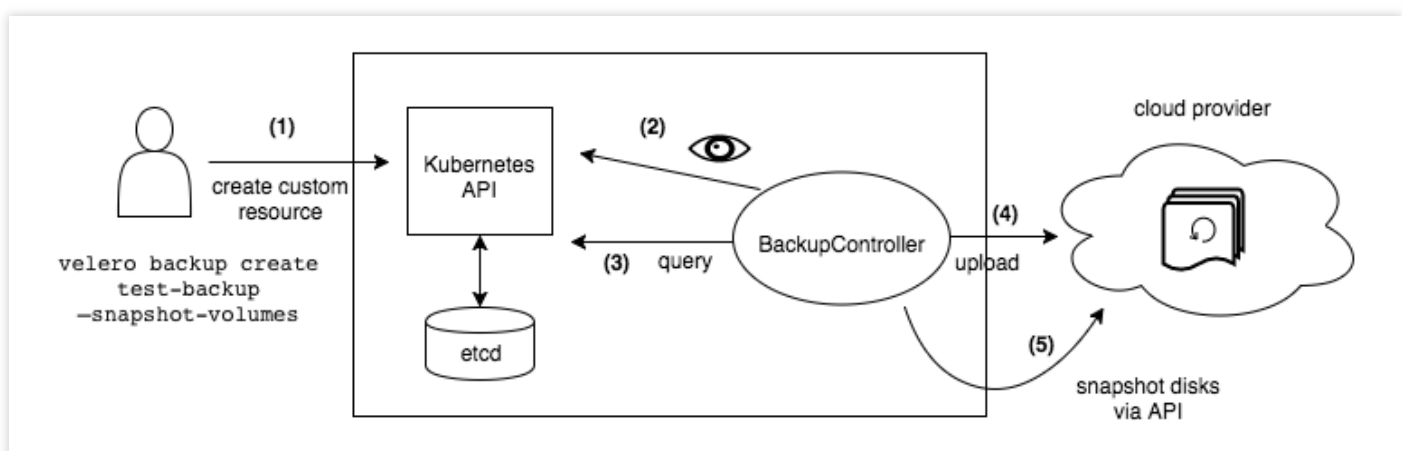 (1)
create custom
resource
velero backup create
test-backup
—snapshot-volumes
Kubernetes
API
etcd
(2)
(3)
query
BackupController
(4)
upload
cloud provider
(5)
snapshot disks
via API